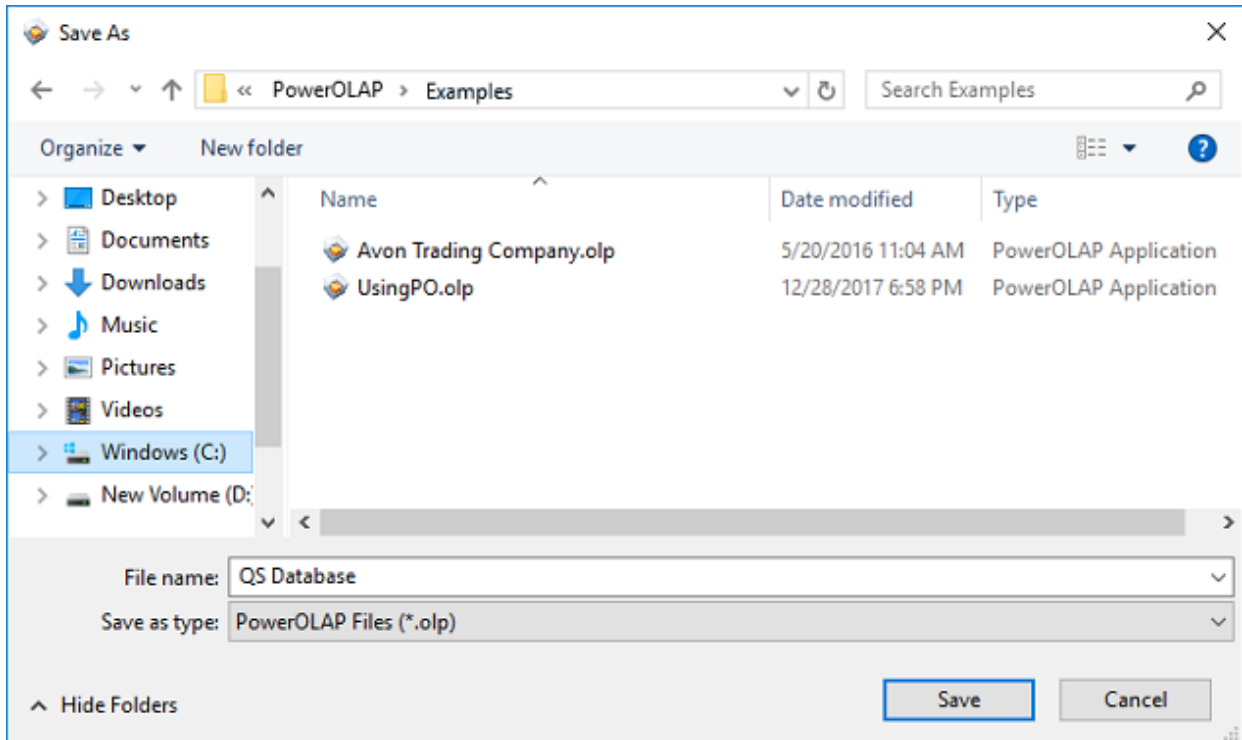 Save As
« PowerOLAP > Examples
Search Examples
Organize
New folder
Name
Date modified
Type
Desktop
Documents
Downloads
Music
Pictures
Videos
Windows (C:)
New Volume (D:
Avon Trading Company.olp 5/20/2016 11:04 AM PowerOLAP Application
UsingPO.olp 12/28/2017 6:58 PM PowerOLAP Application
File name: QS Database
Save as type: PowerOLAP Files (*.olp)
Hide Folders
Save
Cancel